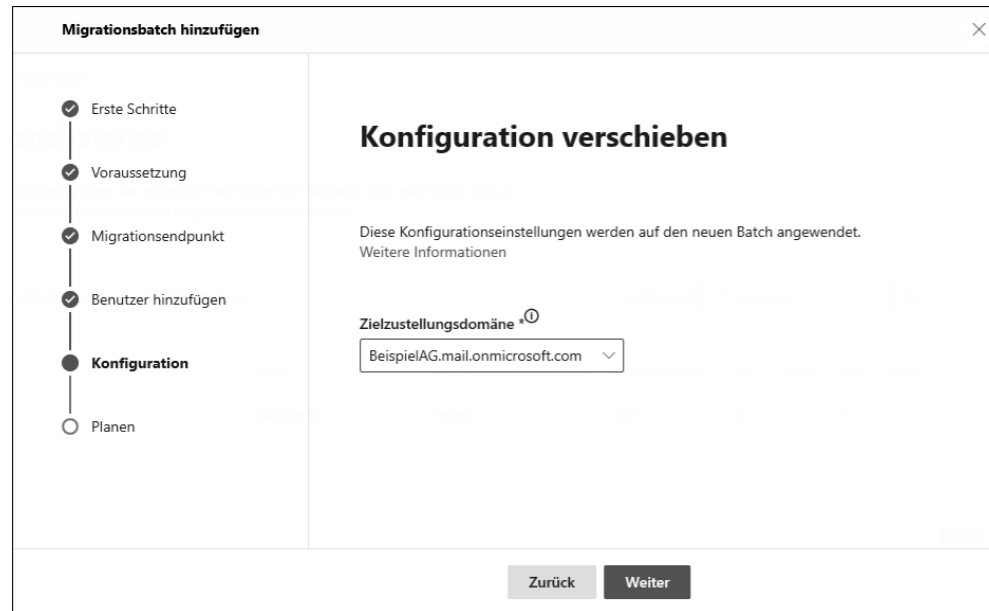 Migrationsbatch hinzufügen
Erste Schritte
Voraussetzung
Migrationsendpunkt
Benutzer hinzufügen
Konfiguration
Planen
Konfiguration verschieben
Diese Konfigurationseinstellungen werden auf den neuen Batch angewendet.
Weitere Informationen
Zielzustellungsdomäne *
BeispielAG.mail.onmicrosoft.com
Zurück
Weiter